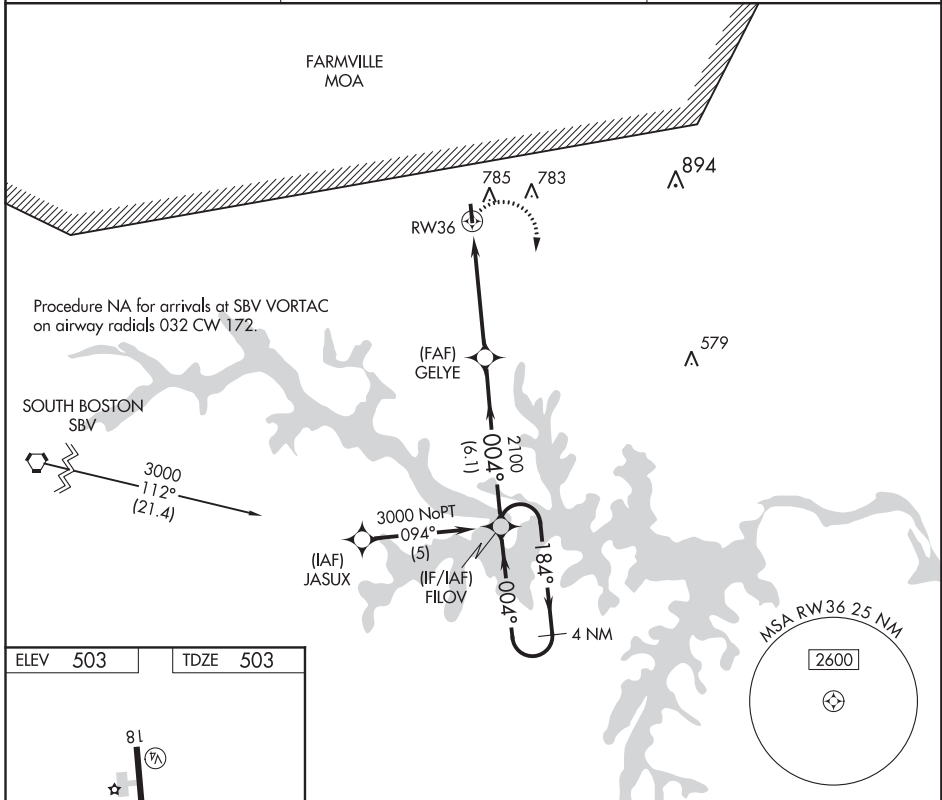 FARMVILLE
MOA
894
785
783
RW36
Procedure NA for arrivals at SBV VORTAC
on airway radials 032 CW 172.
(FAF)
GELYE
579
SOUTH BOSTON
SBV
3000
112°
(21.4)
2100
004°
(6.1)
3000 NoPT
094°
(5)
(IAF)
JASUX
(IF/IAF)
FILOV
004°
184°
4 NM
MSA RW36 25 NM
2600
ELEV 503
TDZE 503
18
V4